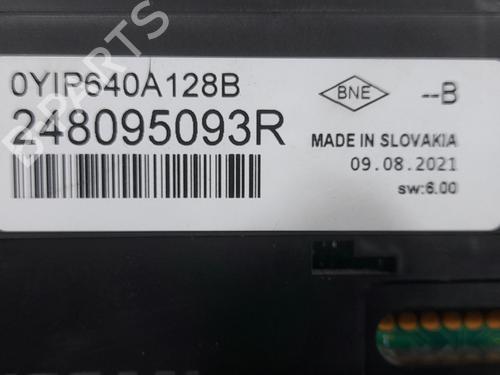 0YIP640A128B
BNE
--B
248095093R
MADE IN SLOVAKIA
09.08.2021
sw:6.00